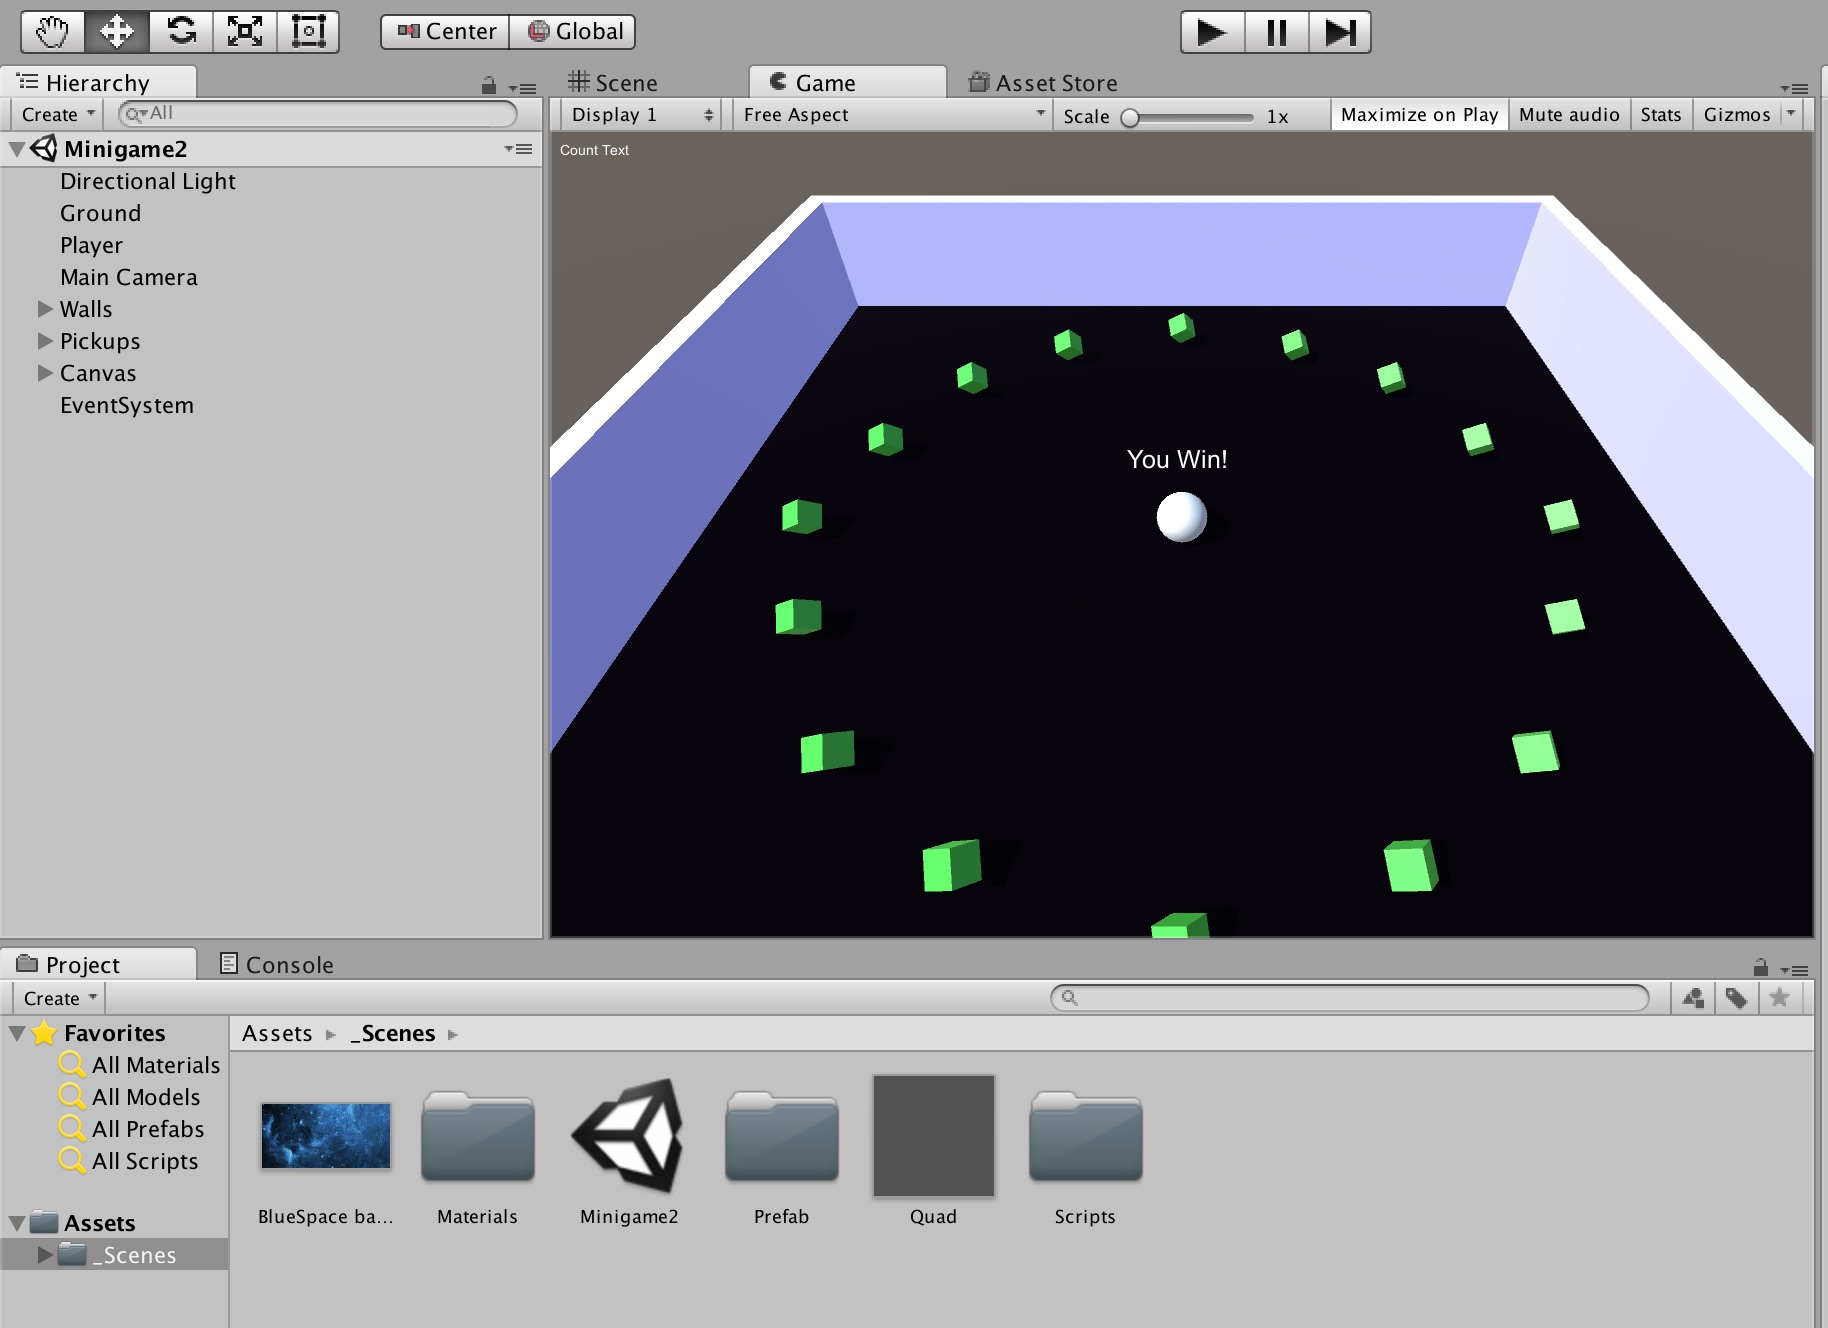 Center Global
Hierarchy
Create All
Minigame2
Directional Light
Ground
Player
Main Camera
Walls
Pickups
Canvas
EventSystem
Scene Game Asset Store
Display 1 Free Aspect Scale 1x Maximize on Play Mute audio Stats Gizmos
Count Text
You Win!
Project Console
Create
Favorites
All Materials
All Models
All Prefabs
All Scripts
Assets
_Scenes
Assets _Scenes
BlueSpace ba... Materials Minigame2 Prefab Quad Scripts